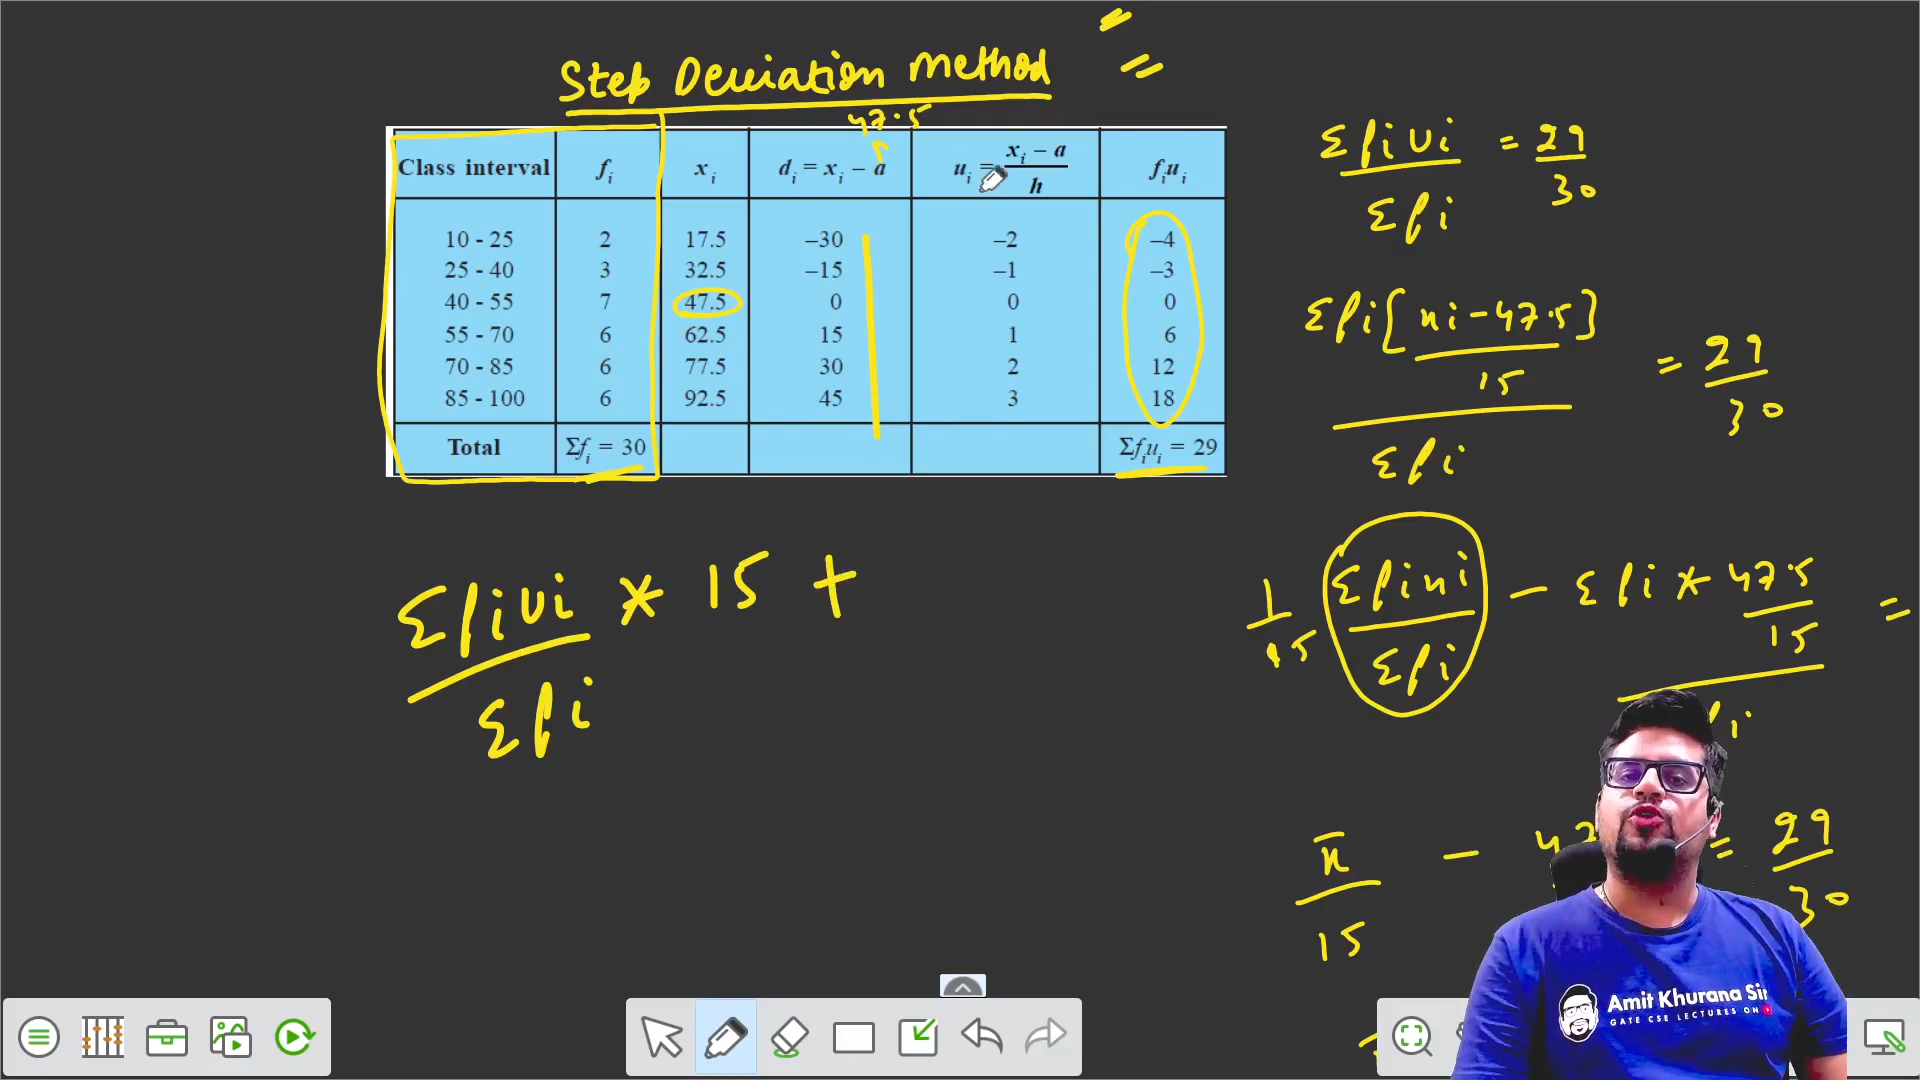 Step Deviation Method
47.5
Class interval fi xi di = xi – a ui = xi – a / h fiui
10 - 25 2 17.5 –30 –2 –4
25 - 40 3 32.5 –15 –1 –3
40 - 55 7 47.5 0 0 0
55 - 70 6 62.5 15 1 6
70 - 85 6 77.5 30 2 12
85 - 100 6 92.5 45 3 18
Total Σfi = 30 Σfiui = 29
Σfiui / Σfi = 29 / 30
Σfi[xi - 47.5 / 15] / Σfi = 29 / 30
1 / 15 Σfixi / Σfi - Σfi * 47.5 / 15 =
x̄ / 15 - = 29 / 30
Σfiui / Σfi * 15 +
Amit Khurana Sir
GATE CSE LECTURES ON